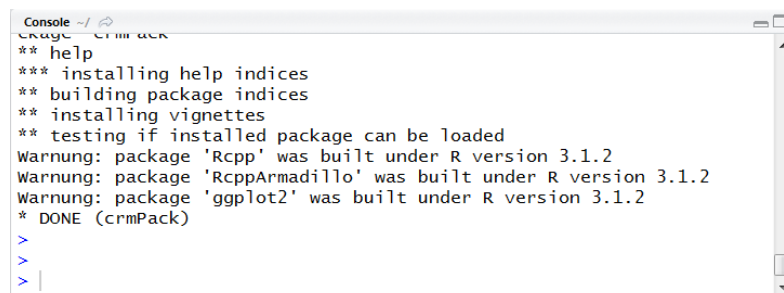 Console ~/
ckage 'crmPack'
** help
*** installing help indices
** building package indices
** installing vignettes
** testing if installed package can be loaded
Warnung: package 'Rcpp' was built under R version 3.1.2
Warnung: package 'RcppArmadillo' was built under R version 3.1.2
Warnung: package 'ggplot2' was built under R version 3.1.2
* DONE (crmPack)
>
>
>